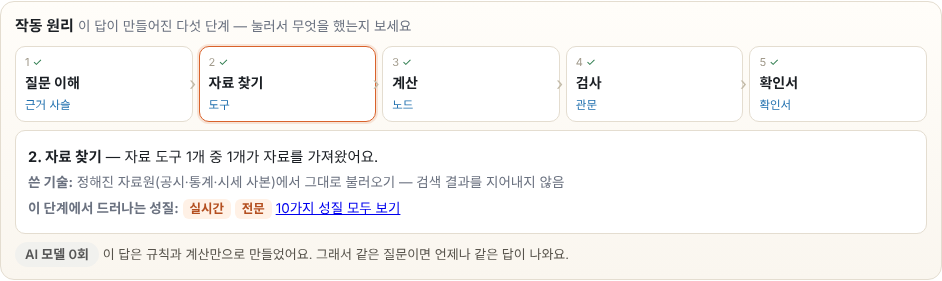 작동 원리 이 답이 만들어진 다섯 단계 — 눌러서 무엇을 했는지 보세요
1 ✓
질문 이해
근거 사슬
›
2 ✓
자료 찾기
도구
›
3 ✓
계산
노드
›
4 ✓
검사
관문
›
5 ✓
확인서
확인서
2. 자료 찾기 — 자료 도구 1개 중 1개가 자료를 가져왔어요.
쓴 기술: 정해진 자료원(공시·통계·시세 사본)에서 그대로 불러오기 — 검색 결과를 지어내지 않음
이 단계에서 드러나는 성질: 실시간 전문 10가지 성질 모두 보기
AI 모델 0회 이 답은 규칙과 계산만으로 만들었어요. 그래서 같은 질문이면 언제나 같은 답이 나와요.